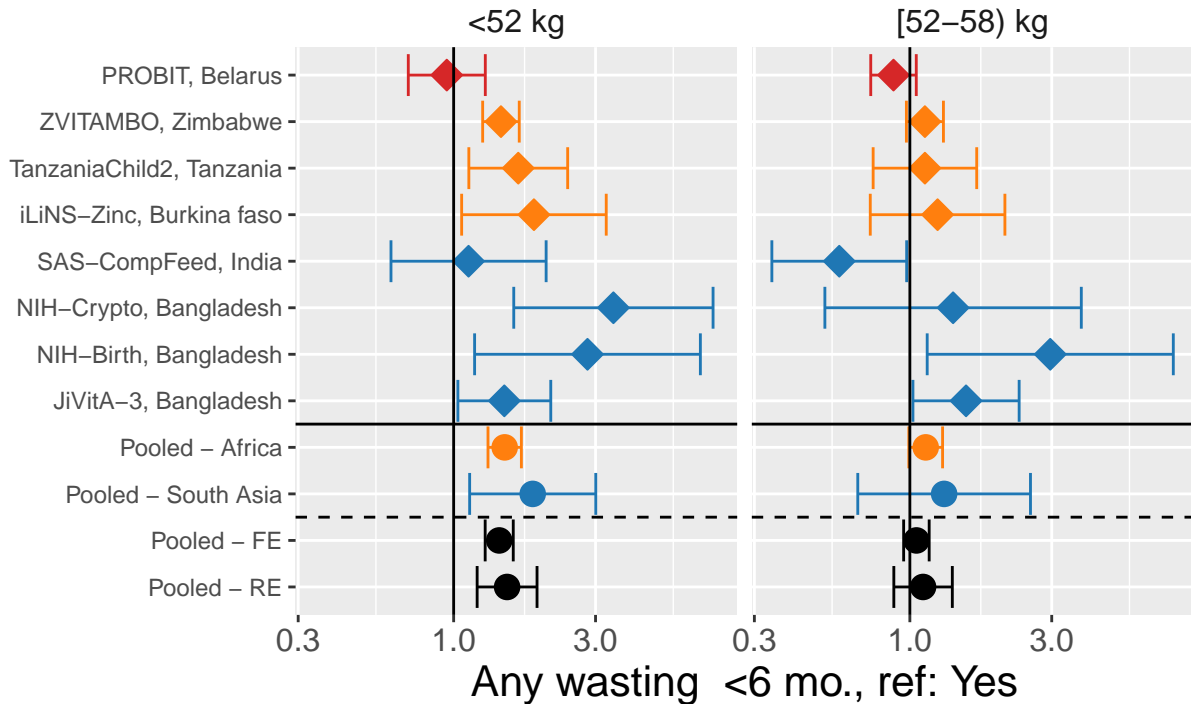 <52 kg
[52−58) kg
PROBIT, Belarus
ZVITAMBO, Zimbabwe
TanzaniaChild2, Tanzania
iLiNS−Zinc, Burkina faso
SAS−CompFeed, India
NIH−Crypto, Bangladesh
NIH−Birth, Bangladesh
JiVitA−3, Bangladesh
Pooled − Africa
Pooled − South Asia
Pooled − FE
Pooled − RE
0.3 1.0 3.0 0.3 1.0 3.0
Any wasting <6 mo., ref: Yes